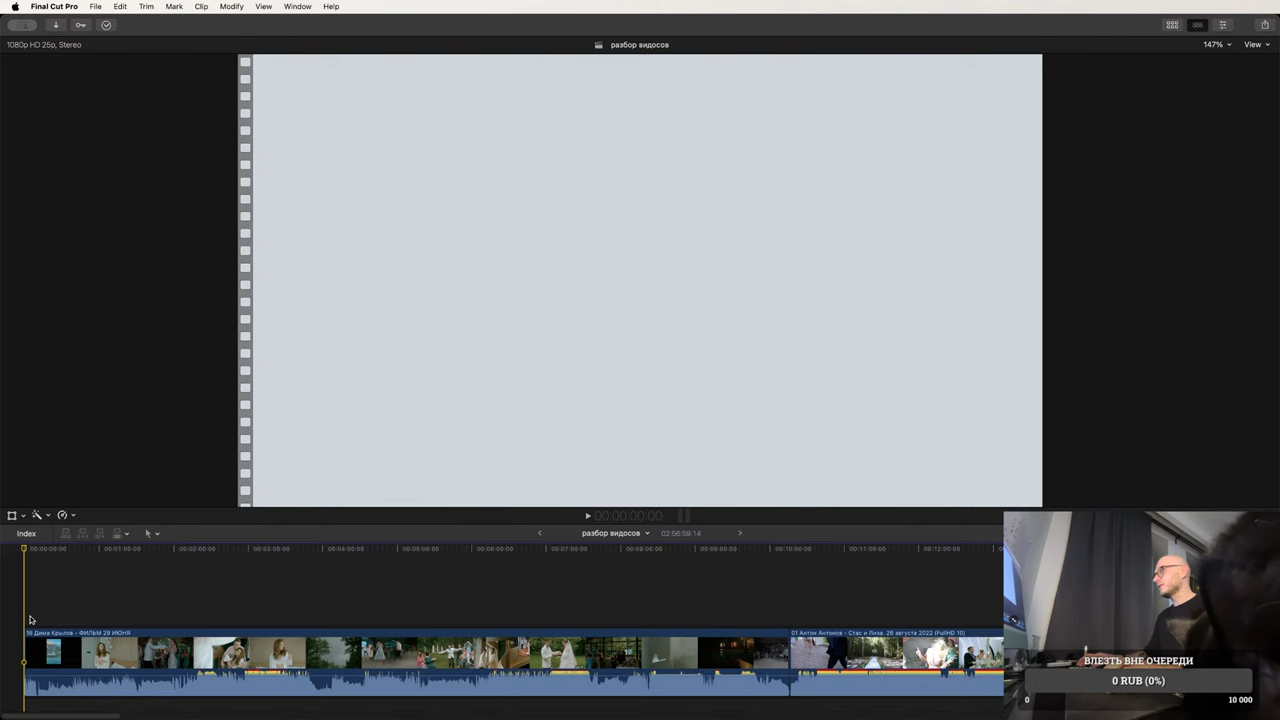 Final Cut Pro File Edit Trim Mark Clip Modify View Window Help
1080p HD 25p, Stereo
разбор видосов
147%
View
00:00:00:00
Index
разбор видосов
02:56:59:14
00:00:00:00
00:01:00:00
00:02:00:00
00:03:00:00
00:04:00:00
00:05:00:00
00:06:00:00
00:07:00:00
00:08:00:00
00:09:00:00
00:10:00:00
00:11:00:00
00:12:00:00
16 Дима Крылов - ФИЛЬМ 29 ИЮНЯ
01 Антон Антонов - Стас и Лиза. 26 августа 2022 (FullHD 10)
ВЛЕЗТЬ ВНЕ ОЧЕРЕДИ
0 RUB (0%)
0
10 000